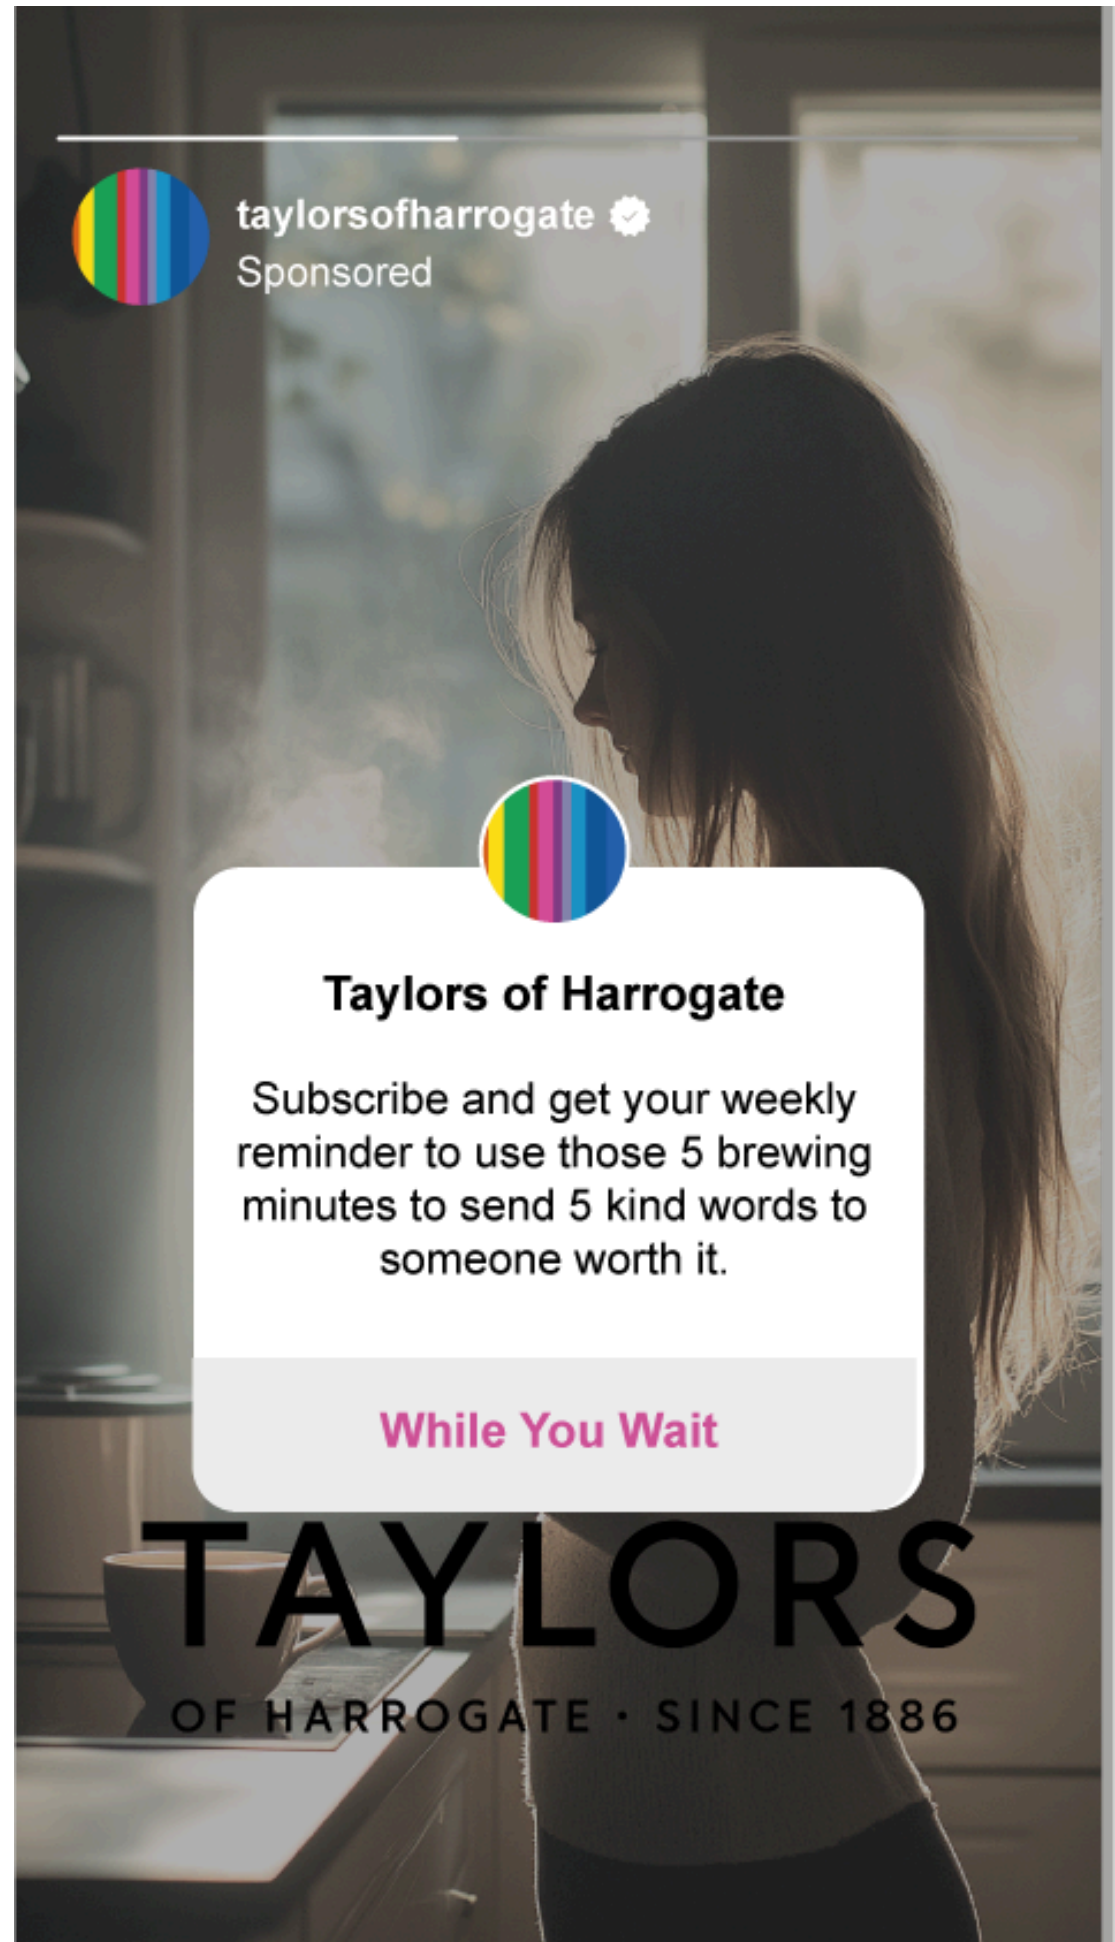 taylorsofharrogate
Sponsored
Taylors of Harrogate
Subscribe and get your weekly
reminder to use those 5 brewing
minutes to send 5 kind words to
someone worth it.
While You Wait
TAYLORS
OF HARROGATE · SINCE 1886